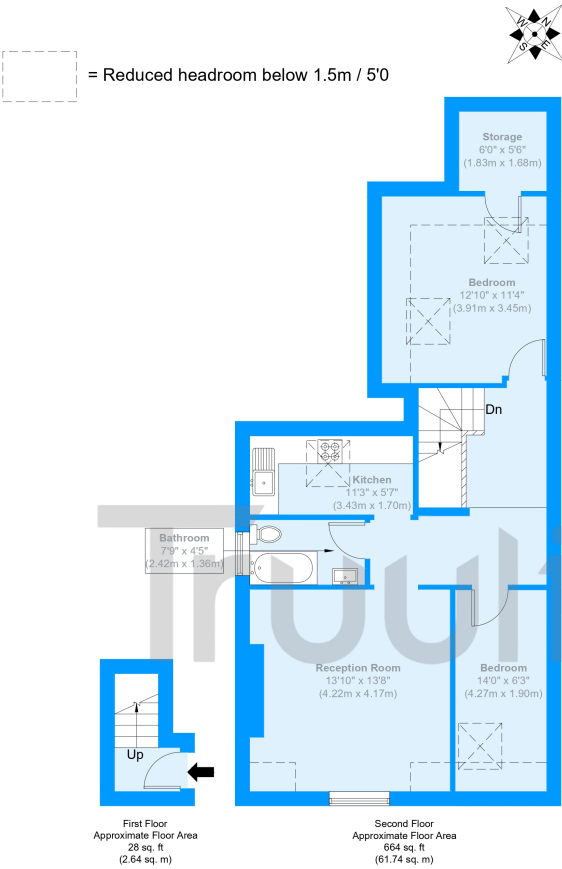 N
W
E
S
= Reduced headroom below 1.5m / 5'0
Storage
6'0" x 5'6"
(1.83m x 1.68m)
Bedroom
12'10" x 11'4"
(3.91m x 3.45m)
Dn
Kitchen
11'3" x 5'7"
(3.43m x 1.70m)
Bathroom
7'9" x 4'5"
(2.42m x 1.36m)
Truuli
Reception Room
13'10" x 13'8"
(4.22m x 4.17m)
Bedroom
14'0" x 6'3"
(4.27m x 1.90m)
Up
First Floor
Approximate Floor Area
28 sq. ft
(2.64 sq. m)
Second Floor
Approximate Floor Area
664 sq. ft
(61.74 sq. m)